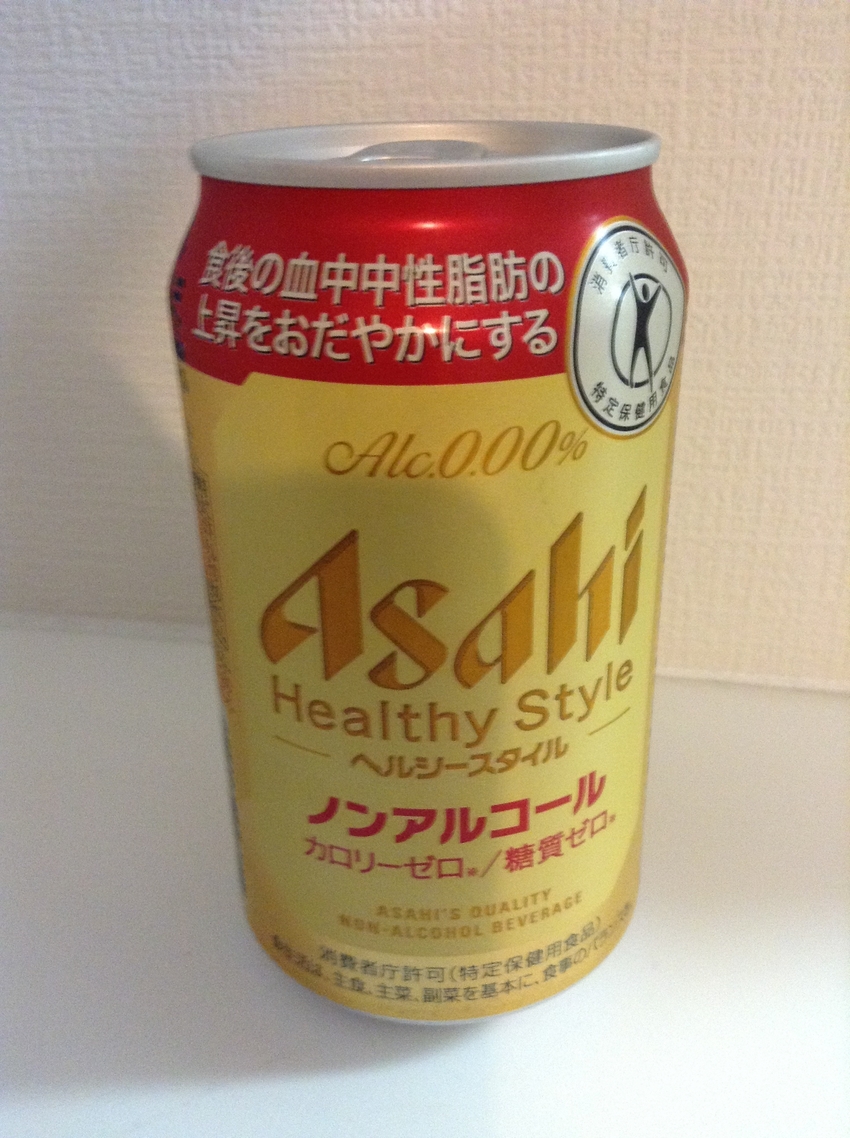 食後の血中中性脂肪の
上昇をおだやかにする
消費者庁許可
特定保健用食品
Alc.0.00%
Asahi
Healthy Style
ヘルシースタイル
ノンアルコール
カロリーゼロ※/糖質ゼロ※
ASAHI'S QUALITY
NON-ALCOHOL BEVERAGE
消費者庁許可(特定保健用食品)
食生活は、主食、主菜、副菜を基本に、食事のバランスを